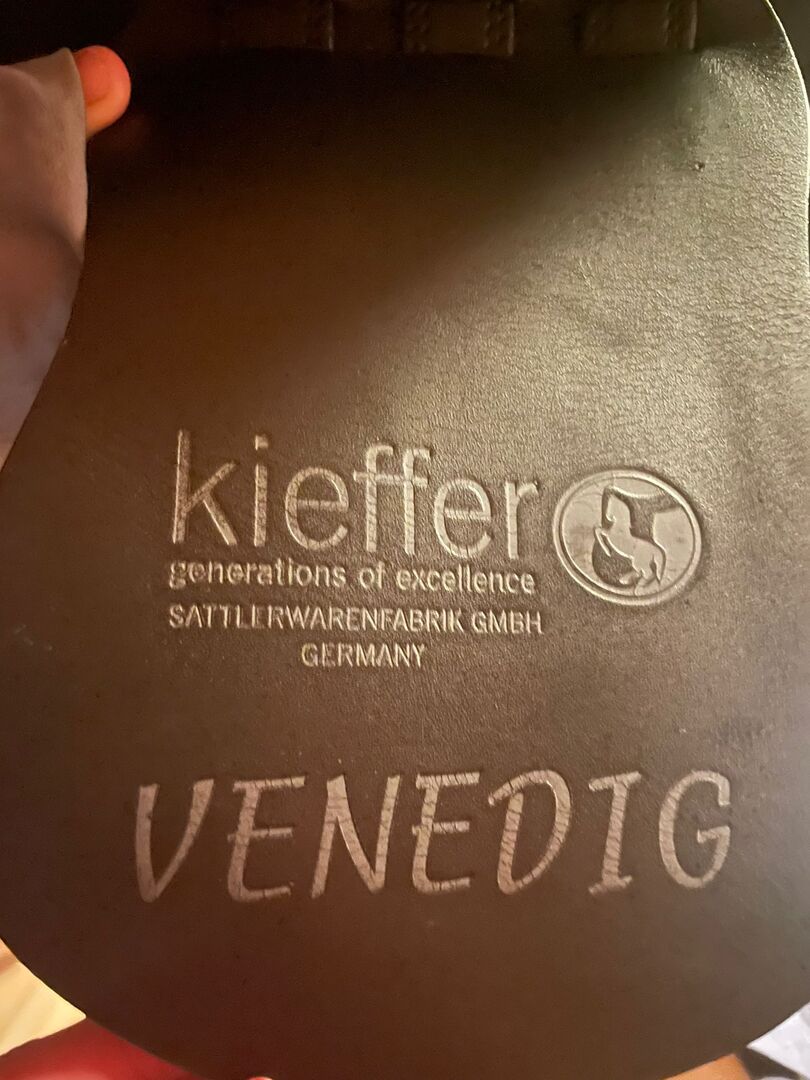 kieffer
generations of excellence
SATTLERWARENFABRIK GMBH
GERMANY
VENEDIG